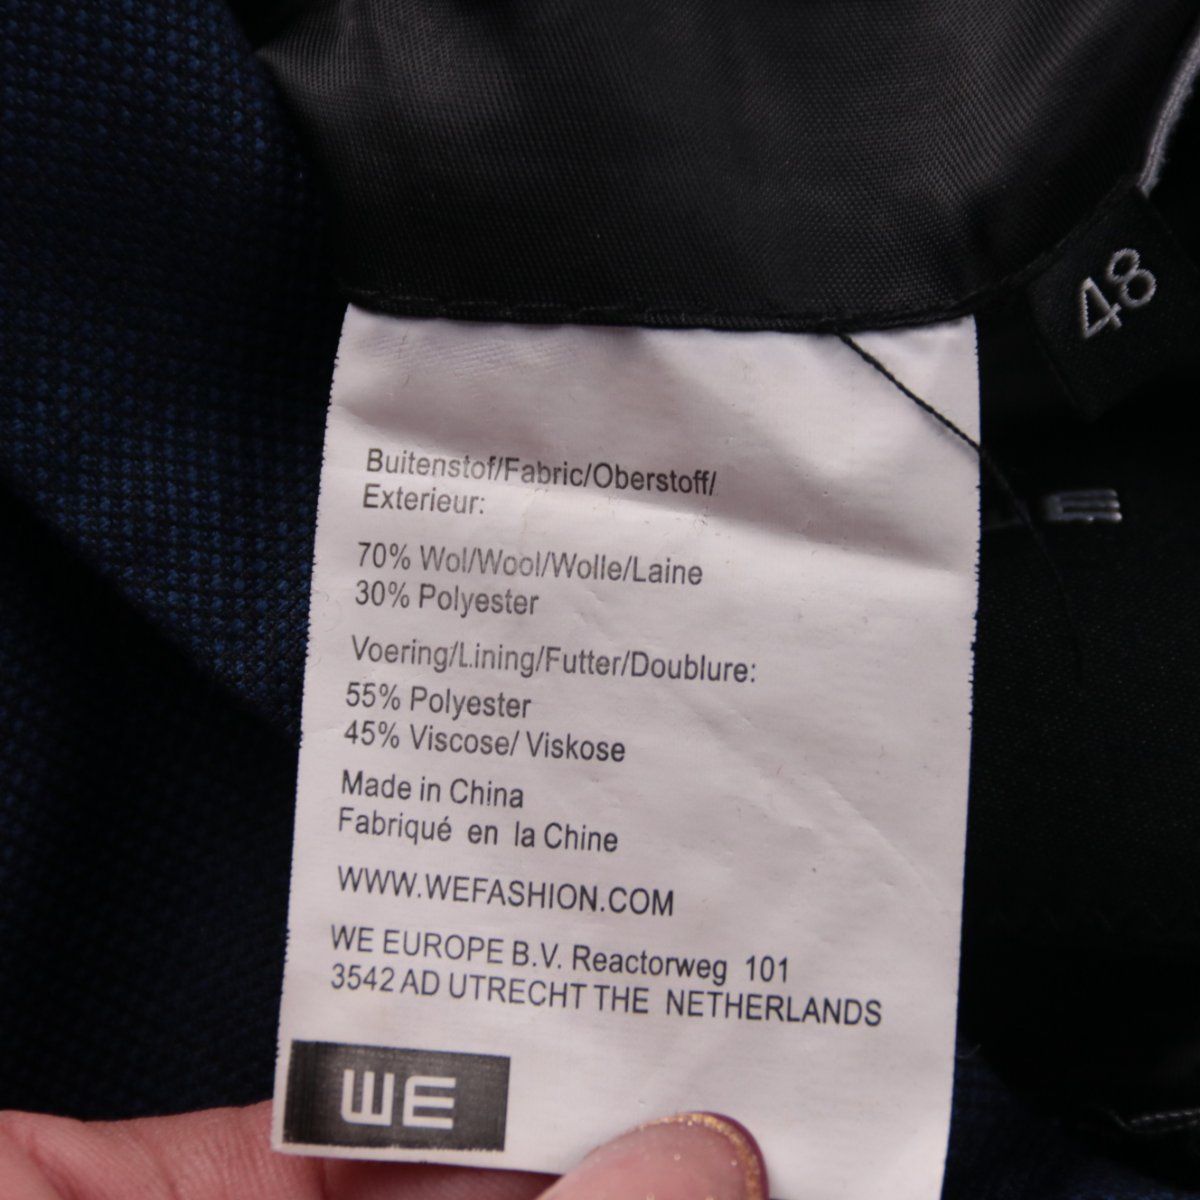 48
Buitenstof/Fabric/Oberstoff/
Exterieur:
70% Wol/Wool/Wolle/Laine
30% Polyester
Voering/Lining/Futter/Doublure:
55% Polyester
45% Viscose/ Viskose
Made in China
Fabriqué en la Chine
WWW.WEFASHION.COM
WE EUROPE B.V. Reactorweg 101
3542 AD UTRECHT THE NETHERLANDS
WE